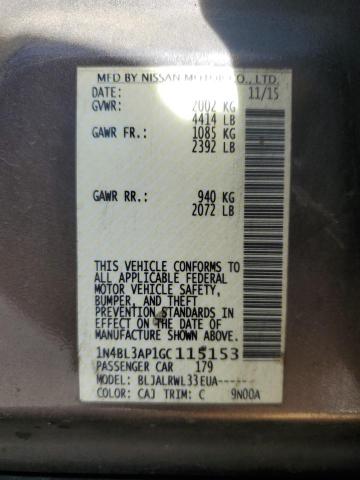 MFD BY NISSAN MOTOR CO., LTD.
DATE: 11/15
GVWR: 2002 KG
4414 LB
GAWR FR.: 1085 KG
2392 LB
GAWR RR.: 940 KG
2072 LB
THIS VEHICLE CONFORMS TO
ALL APPLICABLE FEDERAL
MOTOR VEHICLE SAFETY,
BUMPER, AND THEFT
PREVENTION STANDARDS IN
EFFECT ON THE DATE OF
MANUFACTURE SHOWN ABOVE.
1N4BL3AP1GC115153
PASSENGER CAR 179
MODEL: BLJALRWL33EUA------
COLOR: CAJ TRIM: C 9N00A